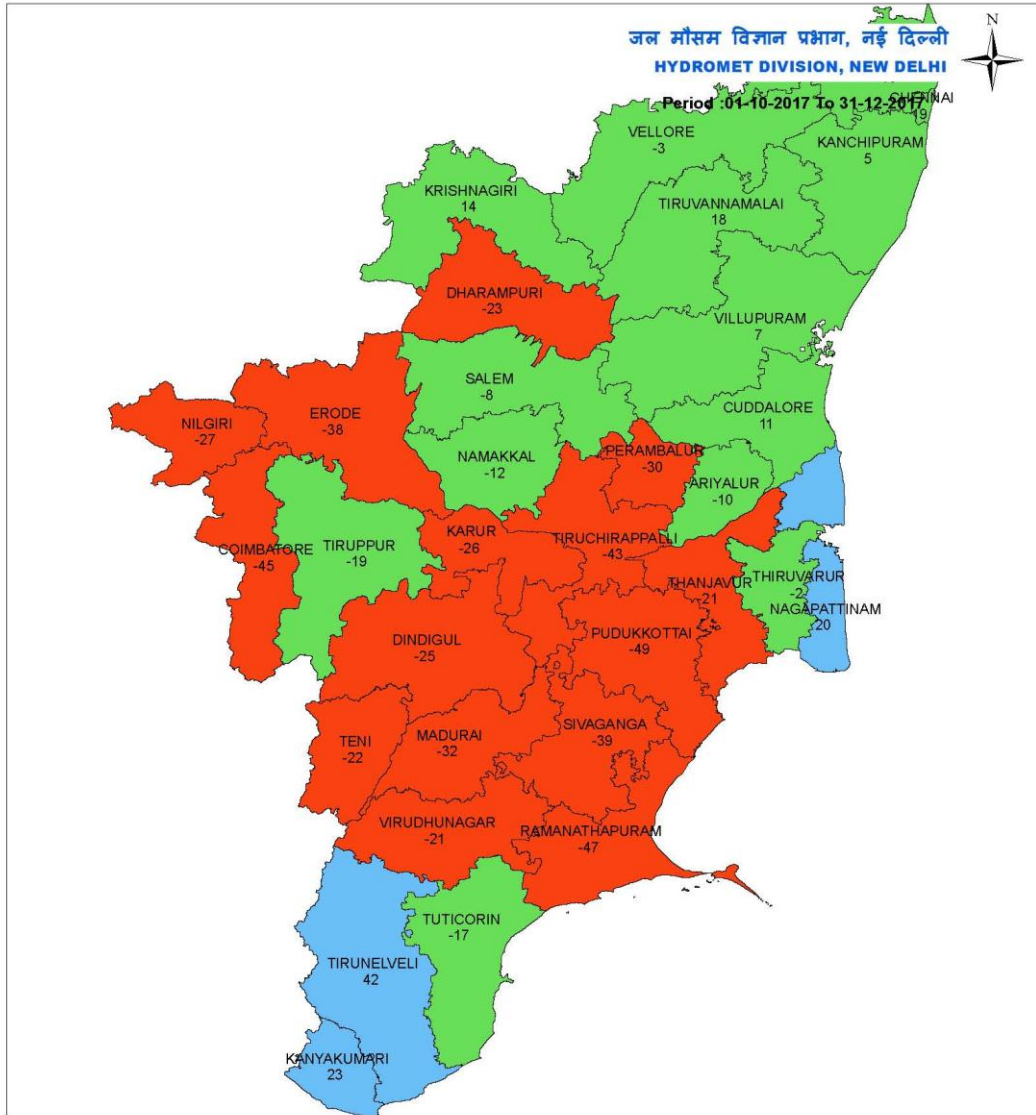 N
जल मौसम विज्ञान प्रभाग, नई दिल्ली
HYDROMET DIVISION, NEW DELHI
Period :01-10-2017 To 31-12-2017
CHENNAI
19
VELLORE
-3
KANCHIPURAM
5
KRISHNAGIRI
14
TIRUVANNAMALAI
18
DHARAMPURI
-23
VILLUPURAM
7
SALEM
-8
CUDDALORE
11
NILGIRI
-27
ERODE
-38
NAMAKKAL
-12
PERAMBALUR
-30
ARIYALUR
-10
COIMBATORE
-45
TIRUPPUR
-19
KARUR
-26
TIRUCHIRAPPALLI
-43
THANJAVUR
-21
THIRUVARUR
-2
NAGAPATTINAM
20
DINDIGUL
-25
PUDUKKOTTAI
-49
TENI
-22
MADURAI
-32
SIVAGANGA
-39
VIRUDHUNAGAR
-21
RAMANATHAPURAM
-47
TUTICORIN
-17
TIRUNELVELI
42
KANYAKUMARI
23